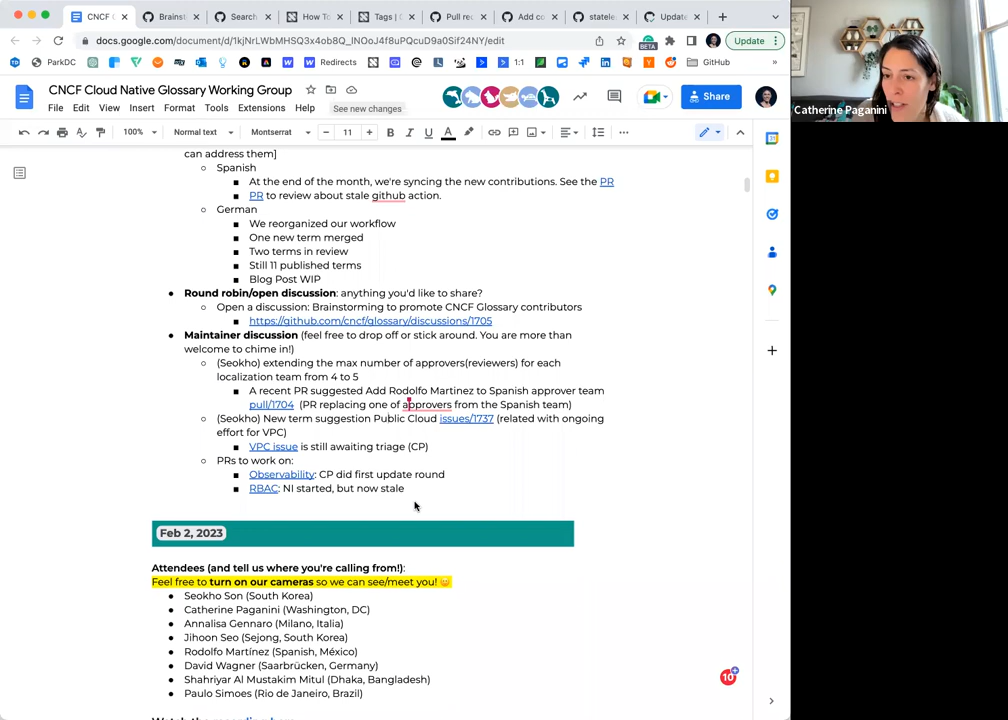 CNCF
Brainst
Search
How To
Tags |
Pull re
Add co
statele
Update
docs.google.com/document/d/1kjNrLWbMHSQ3x4ob8Q_lNOoJ4f8uPQcuD9a0Sif24NY/edit
BETA
Update
ParkDC
Redirects
1:1
GitHub
CNCF Cloud Native Glossary Working Group
File Edit View Insert Format Tools Extensions Help
See new changes
Share
Catherine Paganini
100%
Normal text
Montserrat
11
B I U A
can address them]
Spanish
At the end of the month, we're syncing the new contributions. See the PR
PR to review about stale github action.
German
We reorganized our workflow
One new term merged
Two terms in review
Still 11 published terms
Blog Post WIP
Round robin/open discussion: anything you'd like to share?
Open a discussion: Brainstorming to promote CNCF Glossary contributors
https://github.com/cncf/glossary/discussions/1705
Maintainer discussion (feel free to drop off or stick around. You are more than
welcome to chime in!)
(Seokho) extending the max number of approvers(reviewers) for each
localization team from 4 to 5
A recent PR suggested Add Rodolfo Martinez to Spanish approver team
pull/1704 (PR replacing one of approvers from the Spanish team)
(Seokho) New term suggestion Public Cloud issues/1737 (related with ongoing
effort for VPC)
VPC issue is still awaiting triage (CP)
PRs to work on:
Observability: CP did first update round
RBAC: NI started, but now stale
Feb 2, 2023
Attendees (and tell us where you're calling from!):
Feel free to turn on our cameras so we can see/meet you! 🙂
Seokho Son (South Korea)
Catherine Paganini (Washington, DC)
Annalisa Gennaro (Milano, Italia)
Jihoon Seo (Sejong, South Korea)
Rodolfo Martínez (Spanish, México)
David Wagner (Saarbrücken, Germany)
Shahriyar Al Mustakim Mitul (Dhaka, Bangladesh)
Paulo Simoes (Rio de Janeiro, Brazil)
10